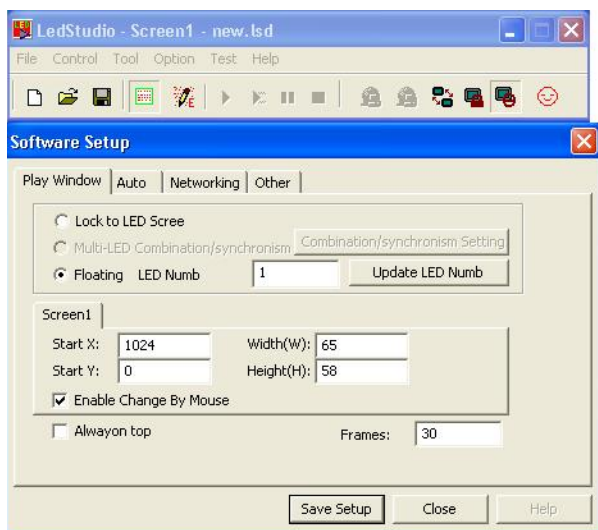 LedStudio - Screen1 - new.lsd
File Control Tool Option Test Help
Software Setup
Play Window Auto Networking Other
Lock to LED Scree
Multi-LED Combination/synchronism Combination/synchronism Setting
Floating LED Numb 1 Update LED Numb
Screen1
Start X: 1024 Width(W): 65
Start Y: 0 Height(H): 58
Enable Change By Mouse
Alwayon top Frames: 30
Save Setup Close Help